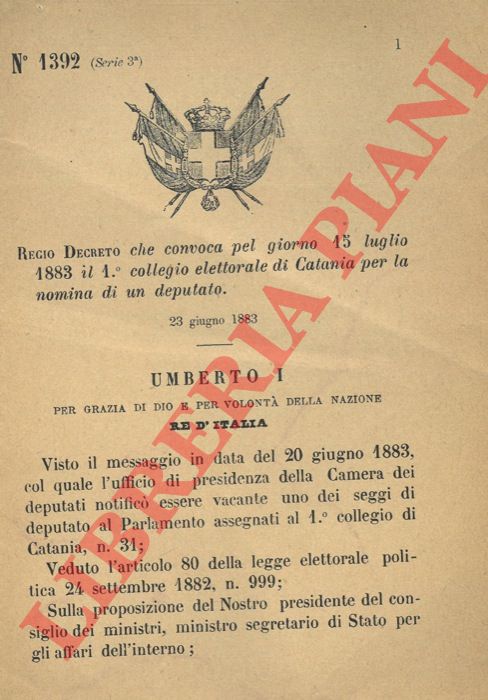 1
N° 1392 (Serie 3ª)
REGIO DECRETO che convoca pel giorno 15 luglio
1883 il 1.° collegio elettorale di Catania per la
nomina di un deputato.
23 giugno 1883
UMBERTO I
PER GRAZIA DI DIO E PER VOLONTÀ DELLA NAZIONE
RE D'ITALIA
Visto il messaggio in data del 20 giugno 1883,
col quale l'ufficio di presidenza della Camera dei
deputati notificò essere vacante uno dei seggi di
deputato al Parlamento assegnati al 1.° collegio di
Catania, n. 31;
Veduto l'articolo 80 della legge elettorale poli-
tica 24 settembre 1882, n. 999;
Sulla proposizione del Nostro presidente del con-
siglio dei ministri, ministro segretario di Stato per
gli affari dell'interno;
LIBRERIA PIANI